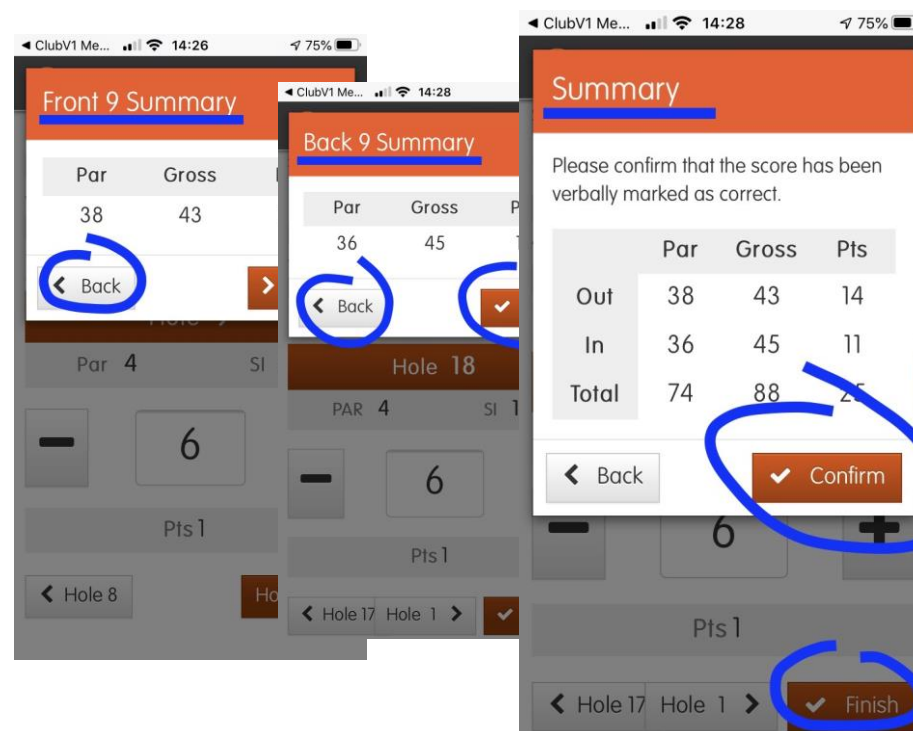 ClubV1 Me... 14:26 75%
Front 9 Summary
Par Gross
38 43
Back
Par 4 SI
6
Pts 1
Hole 8
ClubV1 Me... 14:28
Back 9 Summary
Par Gross P
36 45
Back
Hole 18
PAR 4 SI 1
6
Pts 1
Hole 17 Hole 1
ClubV1 Me... 14:28 75%
Summary
Please confirm that the score has been
verbally marked as correct.
Par Gross Pts
Out 38 43 14
In 36 45 11
Total 74 88 25
Back Confirm
6
Pts 1
Hole 17 Hole 1 Finish